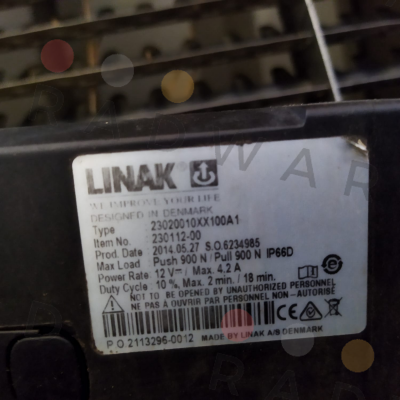 LINAK
WE IMPROVE YOUR LIFE
DESIGNED IN DENMARK
Type 23020010XX100A1
Item No. 230112-00
Prod. Date 2014.05.27 S.O.6234985
Max Load Push 900 N / Pull 900 N IP66D
Power 12 V⎓/ Max. 4.2 A
Duty Cycle 10 %, Max. 2 min. / 18 min.
NOT TO BE OPENED BY UNAUTHORIZED PERSONNEL
NE PAS A OUVRIR PAR PERSONNEL NON AUTORISE
MADE BY LINAK A/S DENMARK
P.O.2113296-0012